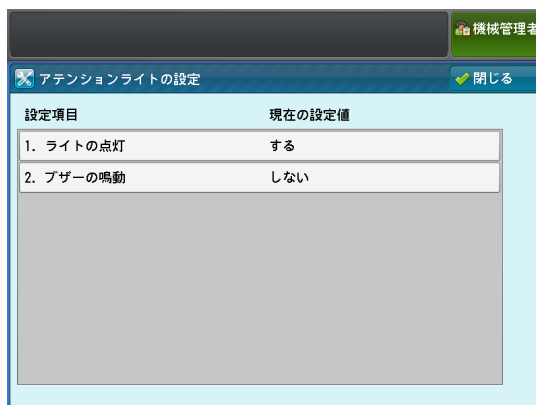 機械管理者
アテンションライトの設定
閉じる
設定項目
現在の設定値
1. ライトの点灯
する
2. ブザーの鳴動
しない